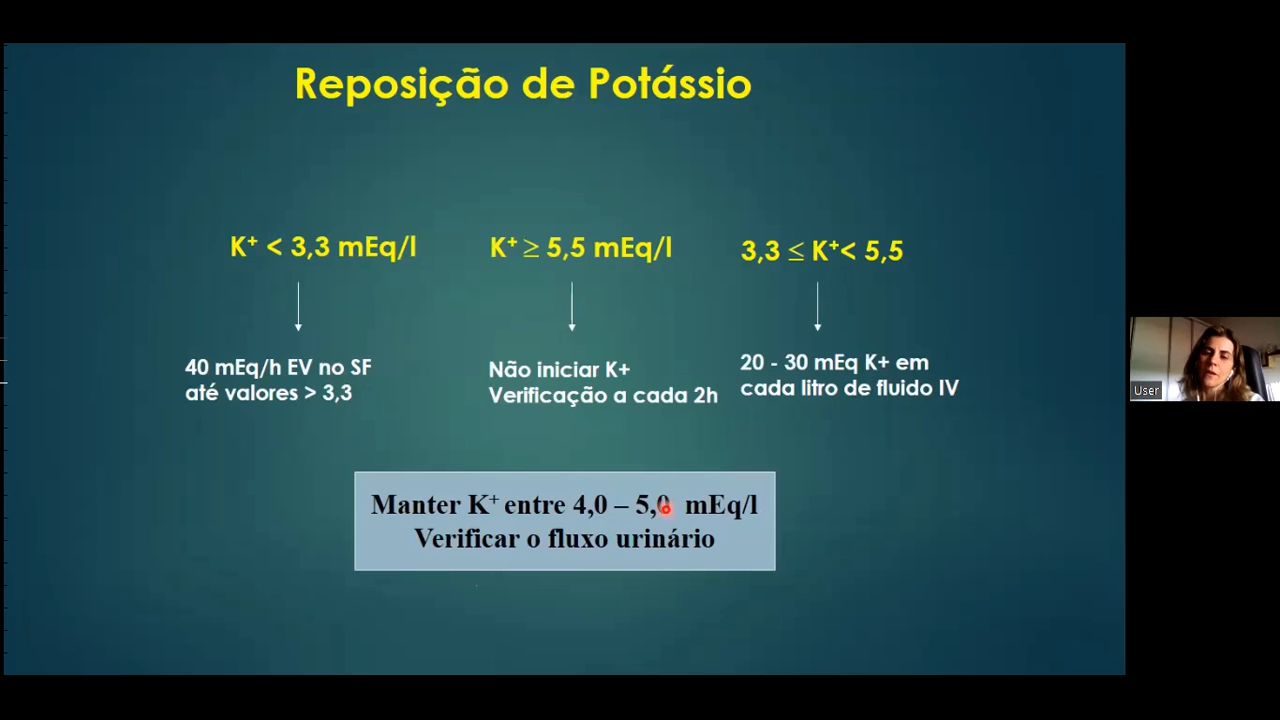 Reposição de Potássio
K⁺ < 3,3 mEq/l
K⁺ ≥ 5,5 mEq/l
3,3 ≤ K⁺< 5,5
40 mEq/h EV no SF
até valores > 3,3
Não iniciar K+
Verificação a cada 2h
20 - 30 mEq K+ em
cada litro de fluido IV
Manter K⁺ entre 4,0 – 5,0 mEq/l
Verificar o fluxo urinário
User